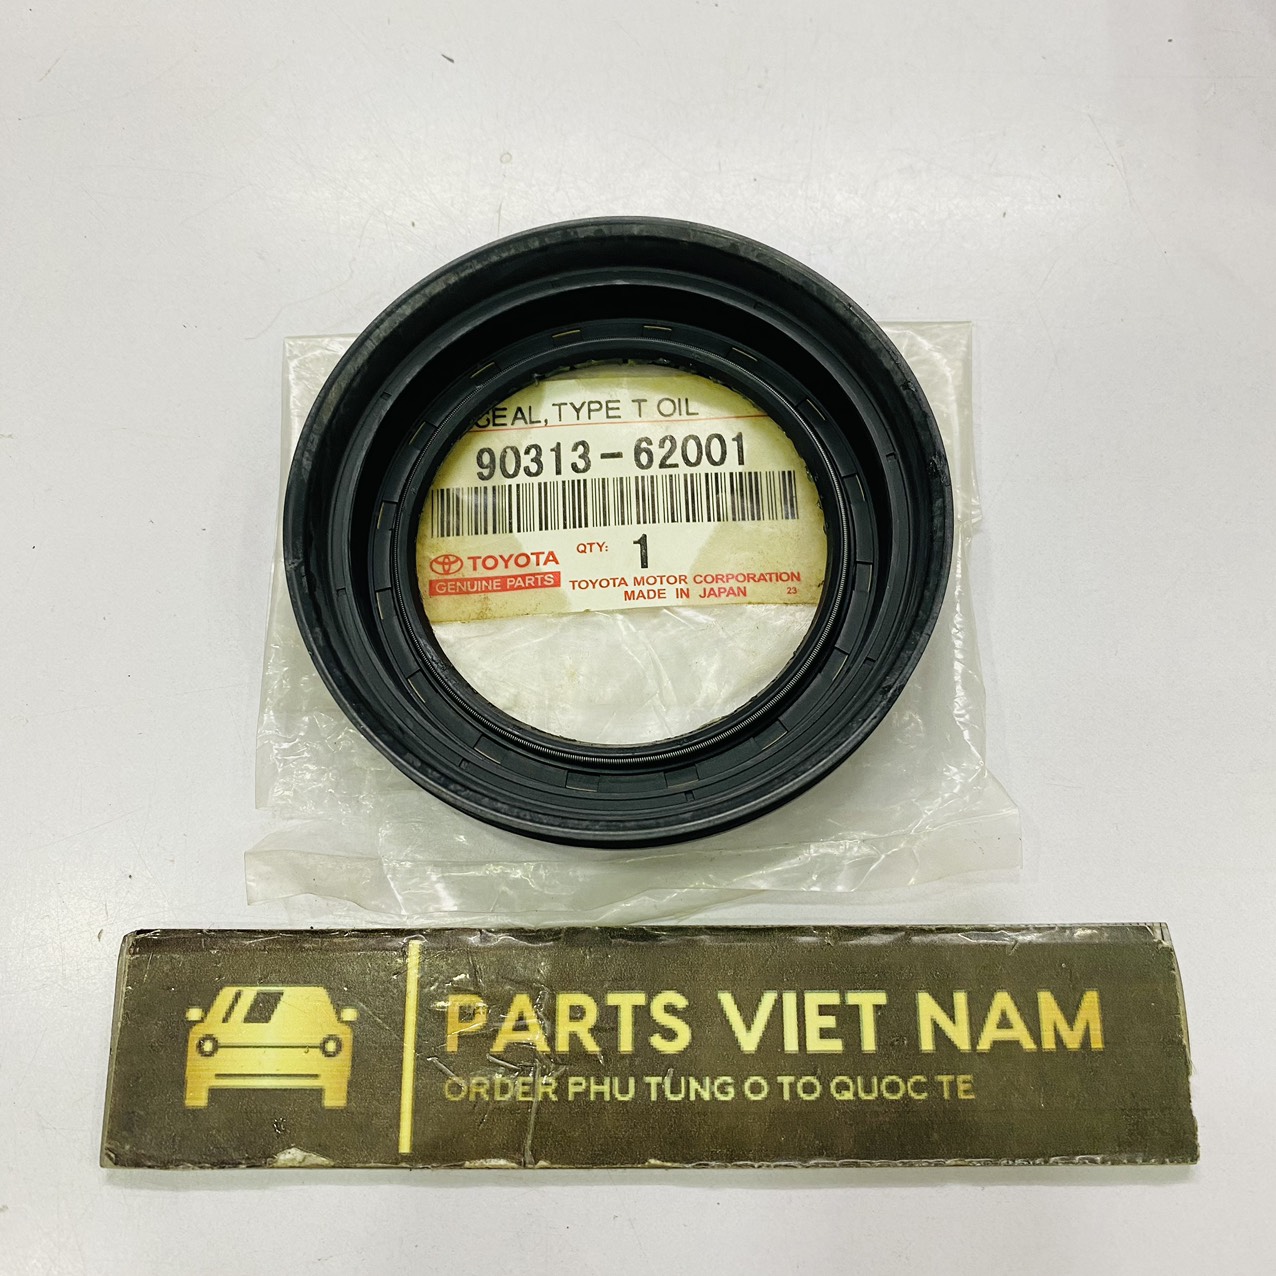 SEAL, TYPE T OIL
90313-62001
TOYOTA QTY: 1
GENUINE PARTS TOYOTA MOTOR CORPORATION
MADE IN JAPAN 23
PARTS VIET NAM
ORDER PHU TUNG O TO QUOC TE